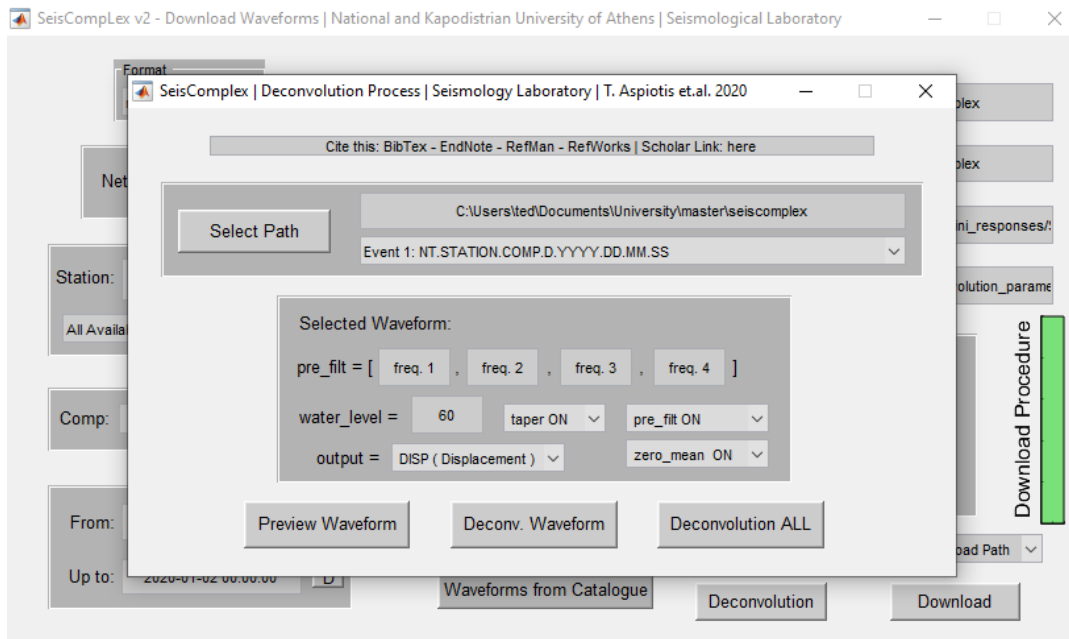 SeisCompLex v2 - Download Waveforms | National and Kapodistrian University of Athens | Seismological Laboratory
Format
SeisComplex | Deconvolution Process | Seismology Laboratory | T. Aspiotis et.al. 2020
plex
Cite this: BibTex - EndNote - RefMan - RefWorks | Scholar Link: here
plex
Net
C:\Users\ted\Documents\University\master\seiscomplex
Select Path
ini_responses/
Event 1: NT.STATION.COMP.D.YYYY.DD.MM.SS
Station:
olution_parame
All Availa
Selected Waveform:
pre_filt = [ freq. 1 , freq. 2 , freq. 3 , freq. 4 ]
Comp:
water_level = 60 taper ON pre_filt ON
output = DISP ( Displacement ) zero_mean ON
Download Procedure
From:
Preview Waveform Deconv. Waveform Deconvolution ALL
oad Path
Up to: 2020-01-02 00:00:00 D
Waveforms from Catalogue
Deconvolution
Download